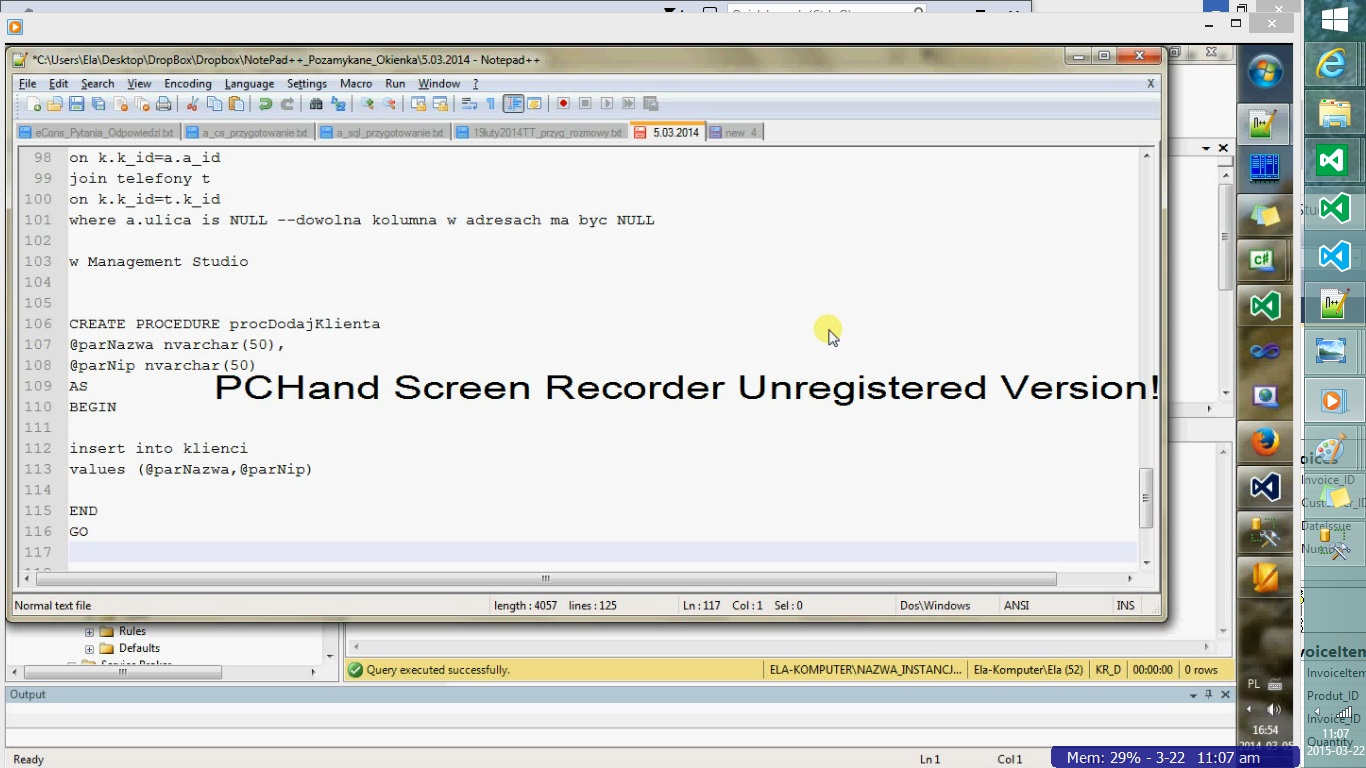 *C:\Users\Ela\Desktop\DropBox\Dropbox\NotePad++_Pozamykane_Okienka\5.03.2014 - Notepad++
File Edit Search View Encoding Language Settings Macro Run Window ? X
eCons_Pytania_Odpowiedzi.txt a_cs_przygotowanie.txt a_sql_przygotowanie.txt 19luty2014TT_przyg_rozmowy.txt 5.03.2014 new 4
98 on k.k_id=a.a_id
99 join telefony t
100 on k.k_id=t.k_id
101 where a.ulica is NULL --dowolna kolumna w adresach ma byc NULL
102
103 w Management Studio
104
105
106 CREATE PROCEDURE procDodajKlienta
107 @parNazwa nvarchar(50),
108 @parNip nvarchar(50)
109 AS
PCHand Screen Recorder Unregistered Version!
110 BEGIN
111
112 insert into klienci
113 values (@parNazwa,@parNip)
114
115 END
116 GO
117
Normal text file length : 4057 lines : 125 Ln : 117 Col : 1 Sel : 0 Dos\Windows ANSI INS
Rules
Defaults
Query executed successfully. ELA-KOMPUTER\NAZWA_INSTANCJ... Ela-Komputer\Ela (52) KR_D 00:00:00 0 rows
Output
Ready Ln 1 Col 1
Mem: 29% - 3-22 11:07 am
PL
16:54
2014-03-05
Invoice_ID
DateIssue
InvoiceItem
Produt_ID
Invoice_ID
Quantity
11:07
2015-03-22